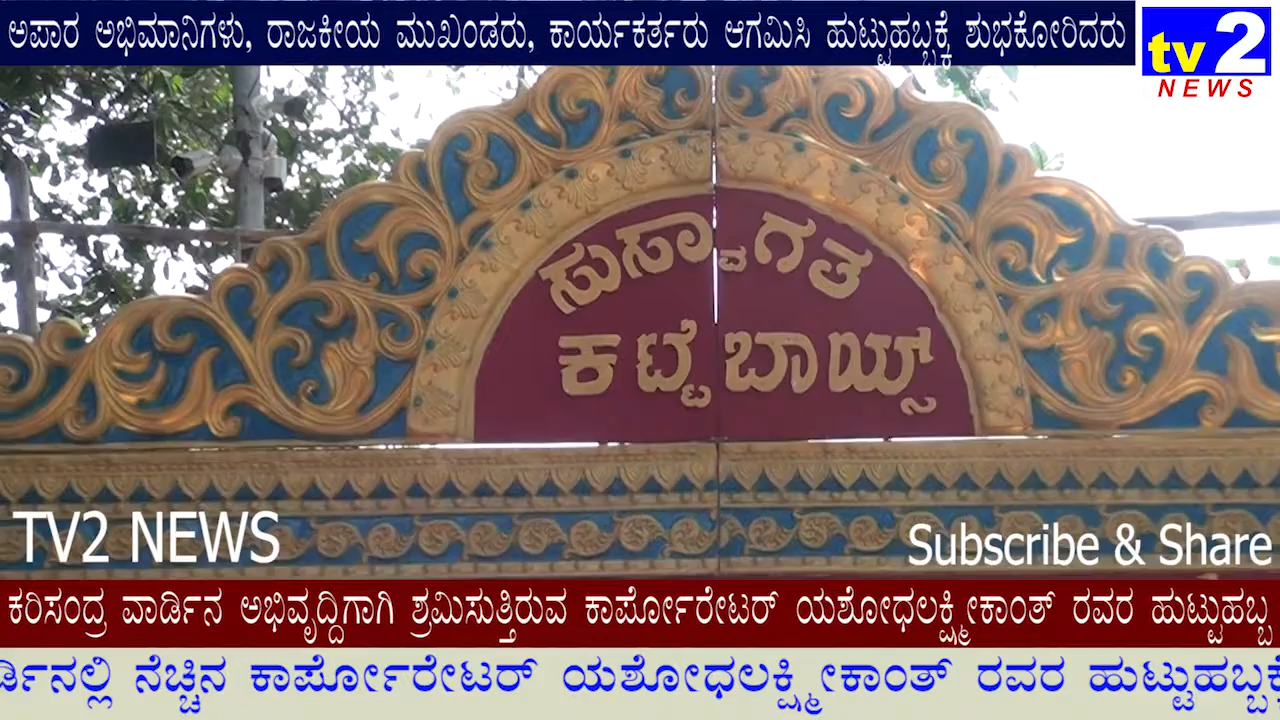 ಅಪಾರ ಅಭಿಮಾನಿಗಳು, ರಾಜಕೀಯ ಮುಖಂಡರು, ಕಾರ್ಯಕರ್ತರು ಆಗಮಿಸಿ ಹುಟ್ಟುಹಬ್ಬಕ್ಕೆ ಶುಭಕೋರಿದರು
tv2
NEWS
ಸುಸ್ವಾಗತ
ಕಟ್ಟೆ ಬಾಯ್ಸ್
TV2 NEWS
Subscribe & Share
ಕರಿಸಂದ್ರ ವಾರ್ಡಿನ ಅಭಿವೃದ್ದಿಗಾಗಿ ಶ್ರಮಿಸುತ್ತಿರುವ ಕಾರ್ಪೋರೇಟರ್ ಯಶೋಧಲಕ್ಷ್ಮೀಕಾಂತ್ ರವರ ಹುಟ್ಟುಹಬ್ಬ
ರ್ಡಿನಲ್ಲಿ ನೆಚ್ಚಿನ ಕಾರ್ಪೋರೇಟರ್ ಯಶೋಧಲಕ್ಷ್ಮೀಕಾಂತ್ ರವರ ಹುಟ್ಟುಹಬ್ಬಕ್ಕೆ